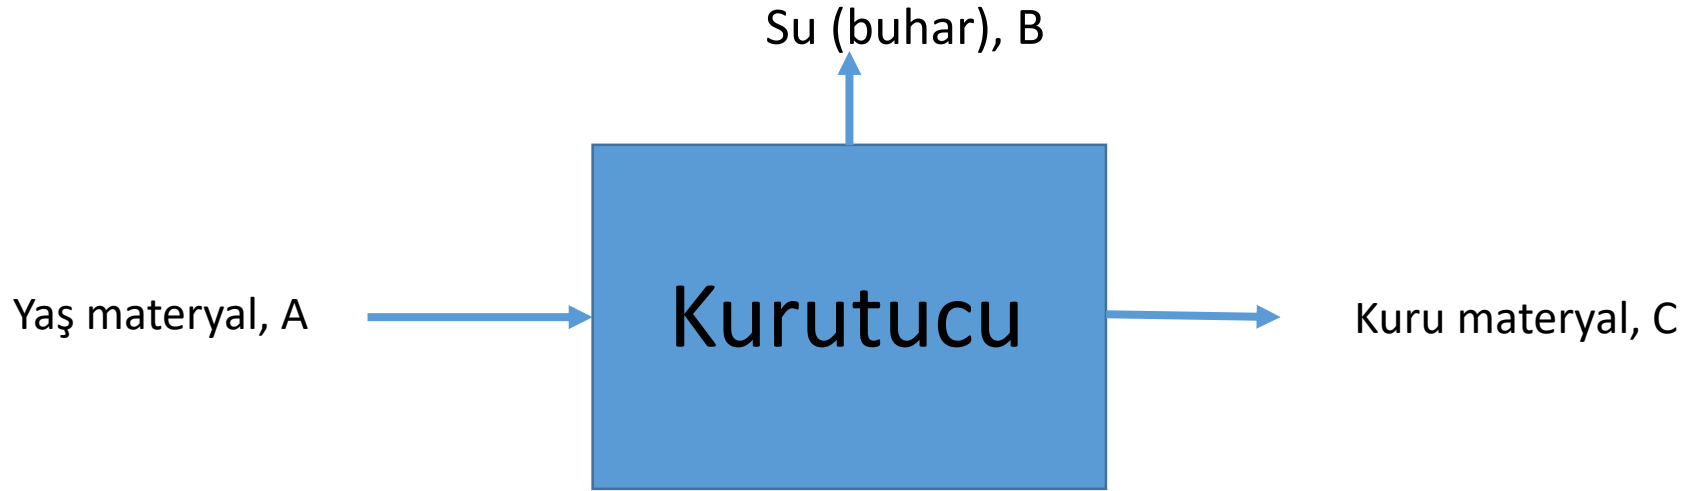 Su (buhar), B
Yaş materyal, A
Kurutucu
Kuru materyal, C